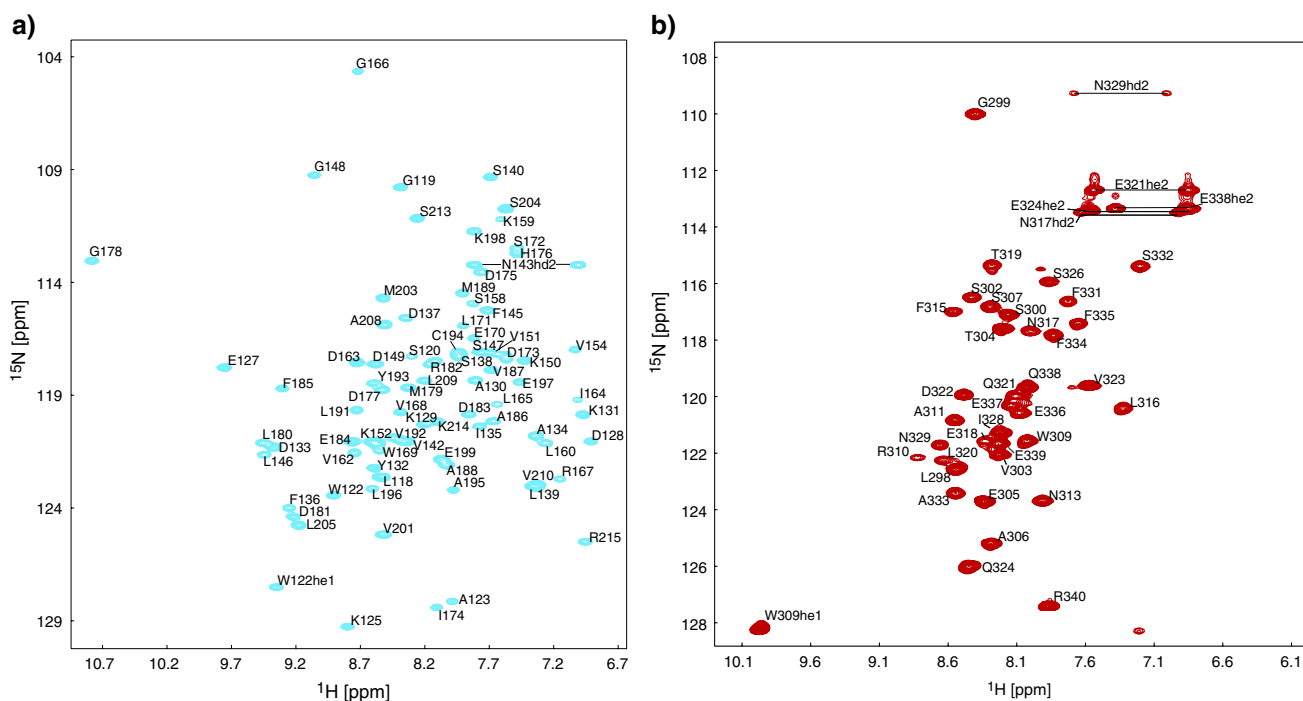 a)
104
G166
109
G148
G119
S140
S204
S213
K159
K198
S172
H176
G178
N143hd2
D175
114
M203
M189
S158
D137
F145
A208
L171
E170
V151
C194
S147
E127
D163
D149
S120
D173
V154
S138
R182
K150
Y193
L209
V187
119
F185
M179
A130
E197
D177
I164
L191
V168
D183
L165
K131
K129
A186
K214
I135
A134
D128
L180
E184
K152
V192
D133
V142
L160
L146
W169
E199
V162
Y132
A188
R167
V210
L118
A195
L139
W122
L196
F136
124
D181
L205
V201
R215
W122he1
A123
I174
K125
129
15N [ppm]
10.7 10.2 9.7 9.2 8.7 8.2 7.7 7.2 6.7
1H [ppm]
b)
108
N329hd2
G299
110
112
E321he2
E324he2
E338he2
N317hd2
114
T319
S332
S326
S302
F331
116
S307
S300
F315
F335
N317
T304
F334
118
Q338
Q321
V323
D322
E337
L316
A311
E336
120
I328
E318
W309
N329
L320
E339
R310
L298
V303
122
A333
E305
N313
124
A306
Q324
126
R340
W309he1
128
15N [ppm]
10.1 9.6 9.1 8.6 8.1 7.6 7.1 6.6 6.1
1H [ppm]